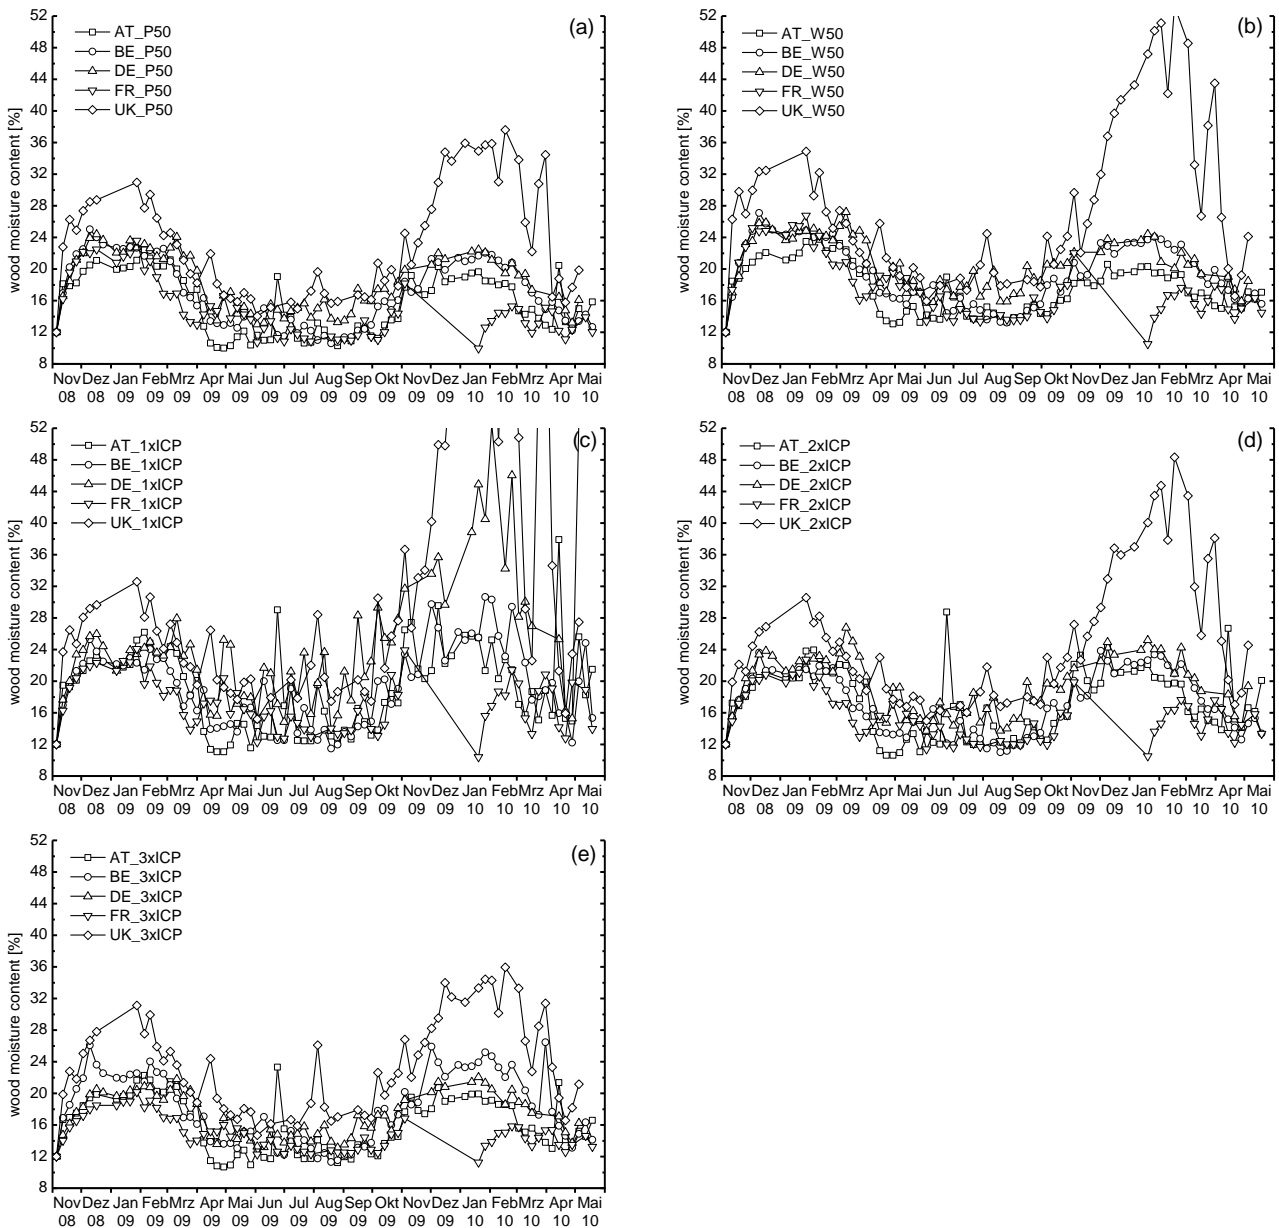 (a)
52
48
44
40
36
32
28
24
20
16
12
8
wood moisture content [%]
AT_P50
BE_P50
DE_P50
FR_P50
UK_P50
Nov Dez Jan Feb Mrz Apr Mai Jun Jul Aug Sep Okt Nov Dez Jan Feb Mrz Apr Mai
08 08 09 09 09 09 09 09 09 09 09 09 09 09 10 10 10 10 10
(b)
52
48
44
40
36
32
28
24
20
16
12
8
wood moisture content [%]
AT_W50
BE_W50
DE_W50
FR_W50
UK_W50
Nov Dez Jan Feb Mrz Apr Mai Jun Jul Aug Sep Okt Nov Dez Jan Feb Mrz Apr Mai
08 08 09 09 09 09 09 09 09 09 09 09 09 09 10 10 10 10 10
(c)
52
48
44
40
36
32
28
24
20
16
12
8
wood moisture content [%]
AT_1xICP
BE_1xICP
DE_1xICP
FR_1xICP
UK_1xICP
Nov Dez Jan Feb Mrz Apr Mai Jun Jul Aug Sep Okt Nov Dez Jan Feb Mrz Apr Mai
08 08 09 09 09 09 09 09 09 09 09 09 09 09 10 10 10 10 10
(d)
52
48
44
40
36
32
28
24
20
16
12
8
wood moisture content [%]
AT_2xICP
BE_2xICP
DE_2xICP
FR_2xICP
UK_2xICP
Nov Dez Jan Feb Mrz Apr Mai Jun Jul Aug Sep Okt Nov Dez Jan Feb Mrz Apr Mai
08 08 09 09 09 09 09 09 09 09 09 09 09 09 10 10 10 10 10
(e)
52
48
44
40
36
32
28
24
20
16
12
8
wood moisture content [%]
AT_3xICP
BE_3xICP
DE_3xICP
FR_3xICP
UK_3xICP
Nov Dez Jan Feb Mrz Apr Mai Jun Jul Aug Sep Okt Nov Dez Jan Feb Mrz Apr Mai
08 08 09 09 09 09 09 09 09 09 09 09 09 09 10 10 10 10 10